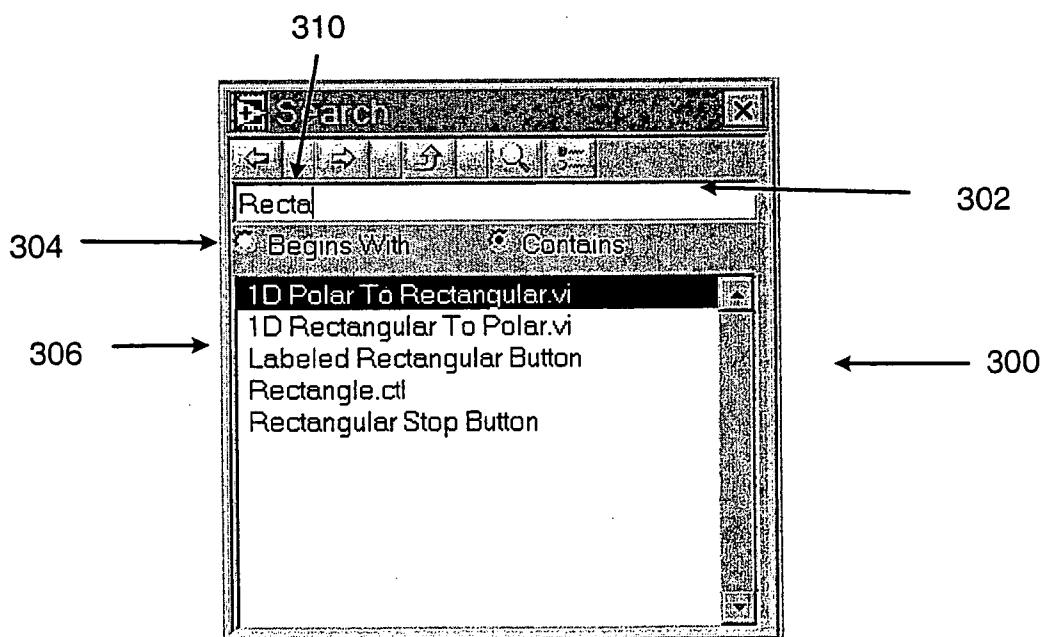 310
Search
Recta
302
304
Begins With
Contains
1D Polar To Rectangular.vi
1D Rectangular To Polar.vi
306
Labeled Rectangular Button
300
Rectangle.ctl
Rectangular Stop Button